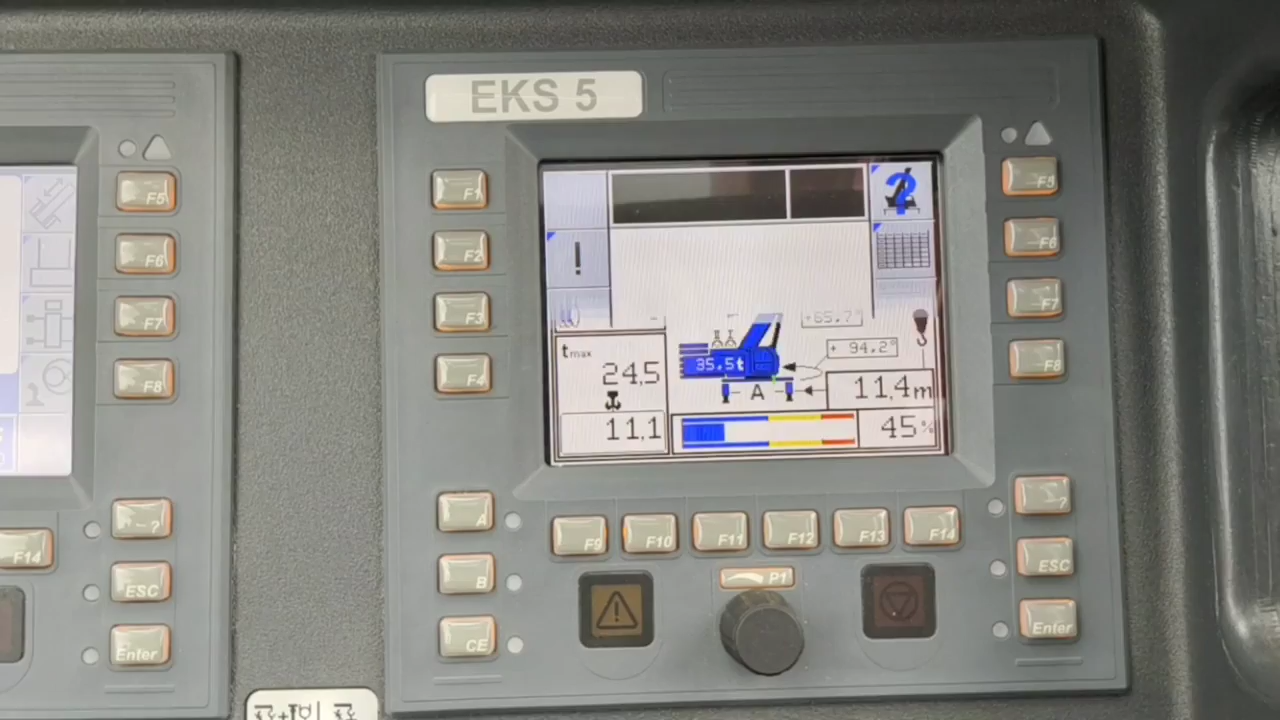 EKS 5
F5
F6
F7
F8
F14
?
ESC
Enter
F1
F2
F3
F4
A
B
CE
!
?
tmax
24,5
11,1
35.5t
A
+65.7°
+ 94.2°
11,4m
45%
F9
F10
F11
F12
F13
F14
P1
F5
F6
F7
F8
?
ESC
Enter